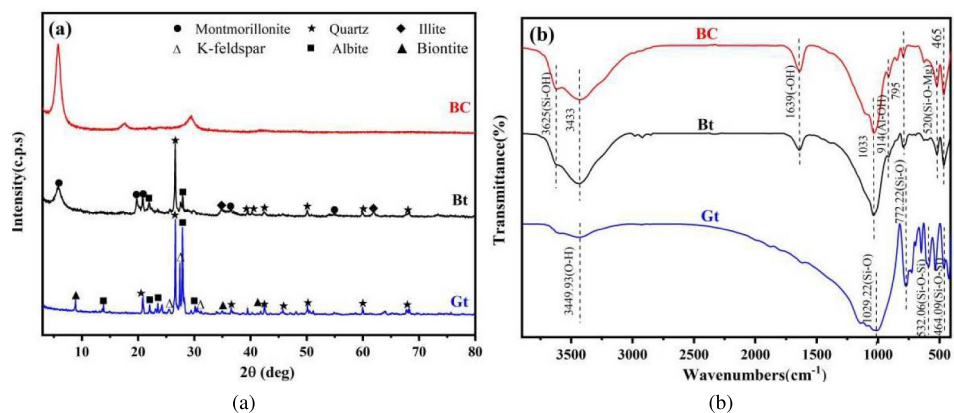 (a)
Montmorillonite
Quartz
Illite
K-feldspar
Albite
Biontite
BC
Bt
Gt
Intensity(c.p.s)
10 20 30 40 50 60 70 80
2θ (deg)
(a)
(b)
BC
Bt
Gt
3625(Si-OH)
3433
1639(-OH)
1033
914(Al-OH)
795
520(Si-O-Mg)
465
3449.93(O-H)
1029.22(Si-O)
772.22(Si-O)
532.06(Si-O-Si)
464.09(Si-O-Si)
Transmittance(%)
3500 3000 2500 2000 1500 1000 500
Wavenumbers(cm⁻¹)
(b)